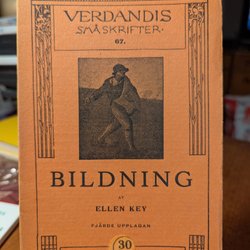 VERDANDIS
SMÅSKRIFTER·
67.
BILDNING
AF
ELLEN KEY
FJÄRDE UPPLAGAN
30